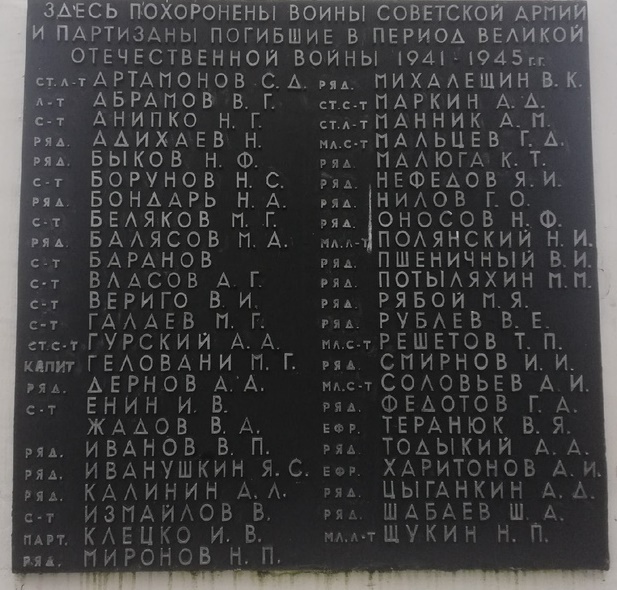 ЗДЕСЬ ПОХОРОНЕНЫ ВОИНЫ СОВЕТСКОЙ АРМИИ
И ПАРТИЗАНЫ ПОГИБШИЕ В ПЕРИОД ВЕЛИКОЙ
ОТЕЧЕСТВЕННОЙ ВОЙНЫ 1941-1945 г.г.
СТ.Л-Т АРТАМОНОВ С. Д.
Л-Т АБРАМОВ В. Г.
С-Т АНИПКО Н. Г.
РЯД. АДИХАЕВ Н.
РЯД. БЫКОВ Н. Ф.
С-Т БОРУНОВ Н. С.
РЯД. БОНДАРЬ Н. А.
С-Т БЕЛЯКОВ М. Г.
РЯД. БАЛЯСОВ М. А.
С-Т БАРАНОВ
С-Т ВЛАСОВ А. Г.
С-Т ВЕРИГО В. И.
С-Т ГАЛАЕВ М. Г.
СТ.С-Т ГУРСКИЙ А. А.
КАПИТ ГЕЛОВАНИ М. Г.
РЯД. ДЕРНОВ А. А.
С-Т ЕНИН И. В.
ЖАДОВ В. А.
РЯД. ИВАНОВ В. П.
РЯД. ИВАНУШКИН Я. С.
РЯД. КАЛИНИН А. Л.
С-Т ИЗМАЙЛОВ В.
ПАРТ. КЛЕЦКО И. В.
РЯД. МИРОНОВ Н. П.
РЯД. МИХАЛЕЩИН В. К.
СТ.С-Т МАРКИН А. Д.
СТ.Л-Т МАННИК А. М.
МЛ.С-Т МАЛЬЦЕВ Г. Д.
РЯД. МАЛЮГА К. Т.
РЯД. НЕФЕДОВ Я. И.
РЯД. НИЛОВ Г. О.
РЯД. ОНОСОВ Н. Ф.
МЛ.Л-Т ПОЛЯНСКИЙ Н. И.
РЯД. ПШЕНИЧНЫЙ В. И.
РЯД. ПОТЫЛЯХИН М. М.
РЯД. РЯБОЙ М. Я.
РЯД. РУБЛЕВ В. Е.
МЛ.С-Т РЕШЕТОВ Т. П.
РЯД. СМИРНОВ И. И.
МЛ.С-Т СОЛОВЬЕВ А. И.
РЯД. ФЕДОТОВ Г. А.
ЕФР. ТЕРАНЮК В. Я.
РЯД. ТОДЫКИЙ А. А.
ЕФР. ХАРИТОНОВ А. И.
РЯД. ЦЫГАНКИН А. Д.
РЯД. ШАБАЕВ Ш. А.
МЛ.Л-Т ЩУКИН Н. П.